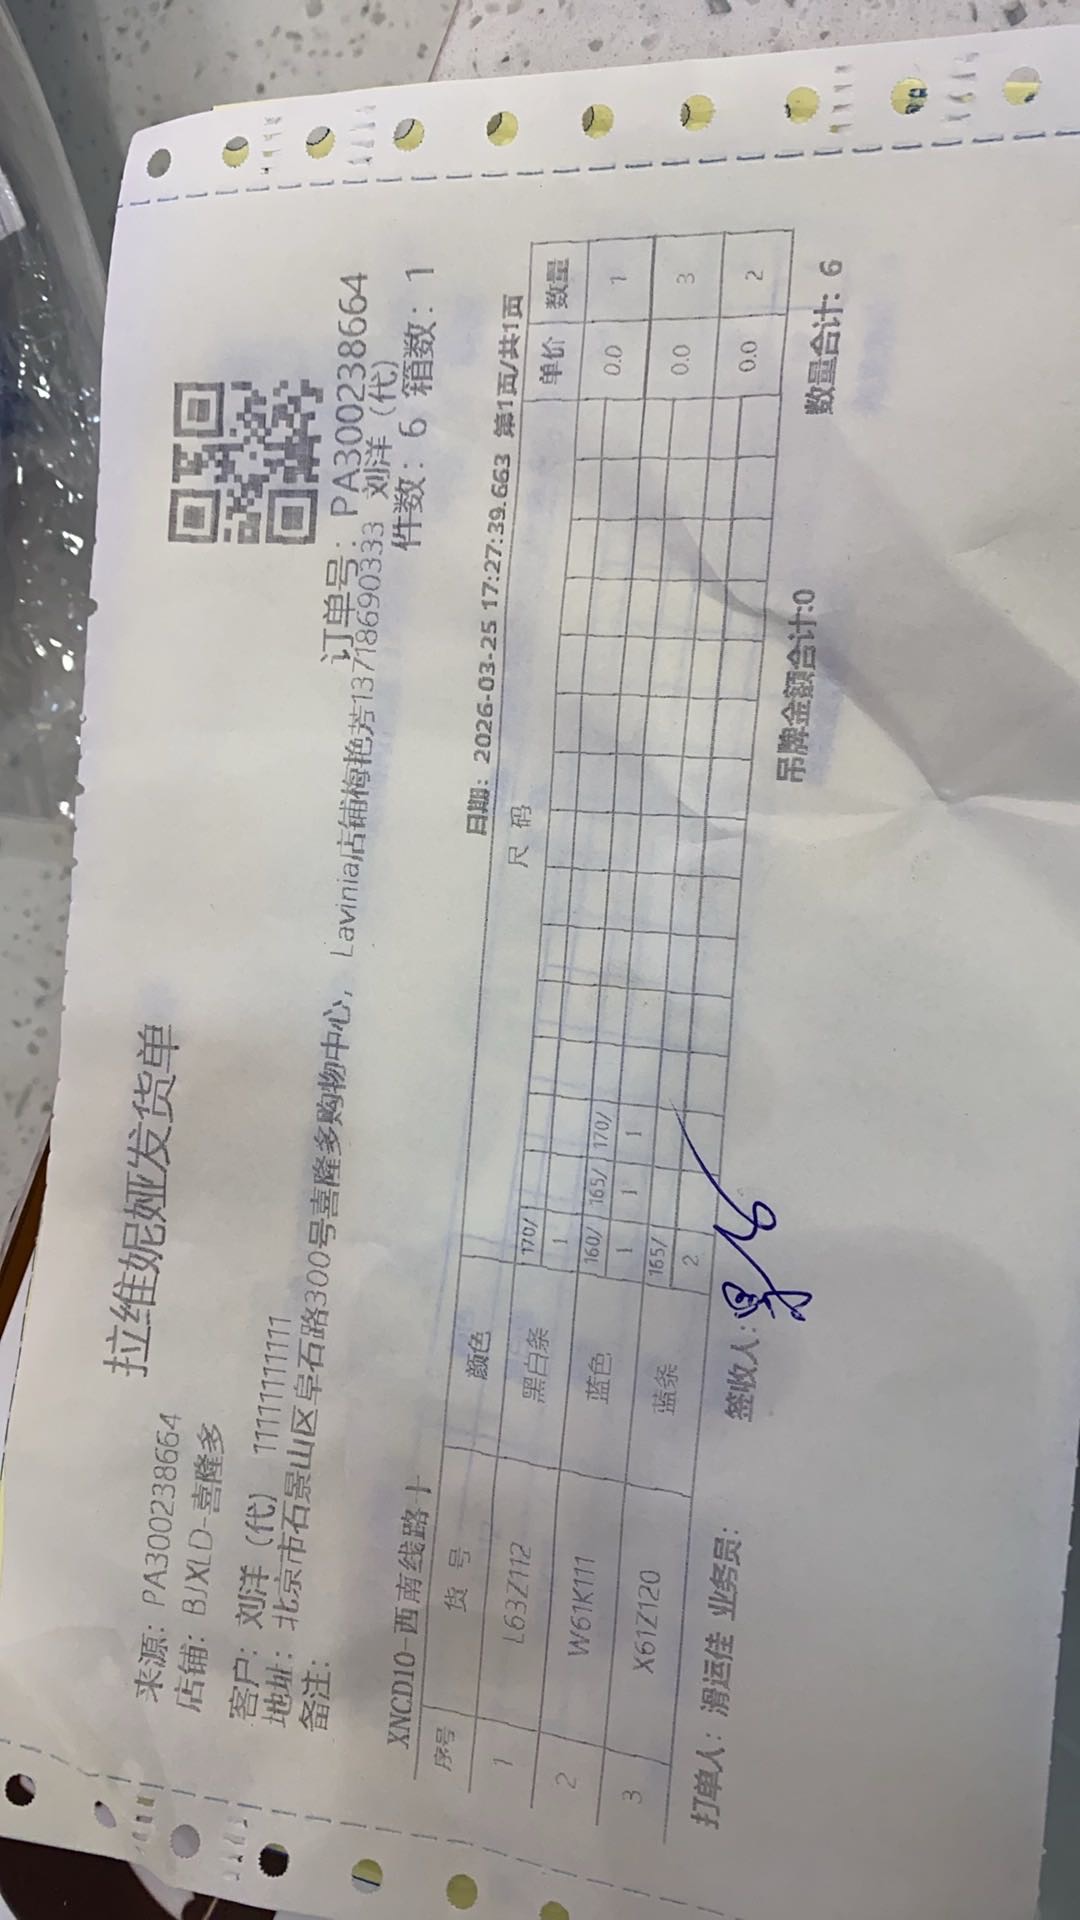 拉维妮娅发货单
来源: PA300238664
店铺: BJXLD-喜隆多
订单号: PA300238664
客户: 刘洋（代） 11111111111
地址: 北京市石景山区阜石路300号喜隆多购物中心, Lavinia店铺梅艳芳13718690333 刘洋（代）
备注:
件数: 6 箱数: 1
XNCD10-西南线路十
日期: 2026-03-25 17:27:39.663 第1页/共1页
序号 货号 颜色 尺码 单价 数量
1 L63Z112 黑白条 170/ 0.0 1
1
2 W61K111 蓝色 160/ 165/ 170/ 0.0 3
1 1 1
3 X61Z120 蓝条 165/ 0.0 2
2
吊牌金额合计:0 数量合计: 6
打单人: 滑运佳 业务员: 签收人: